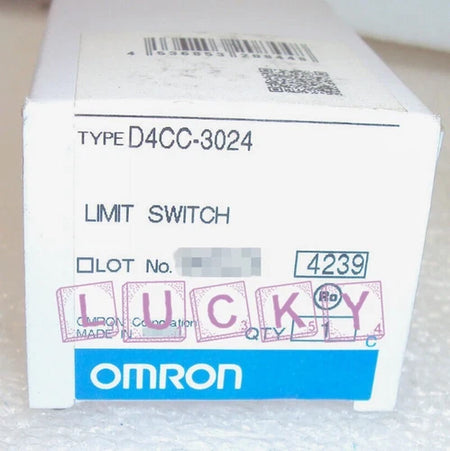 TYPE D4CC-3024
LIMIT SWITCH
LOT No. 4239
LUCKY
OMRON Corporation
MADE IN
QTY 1
C
OMRON